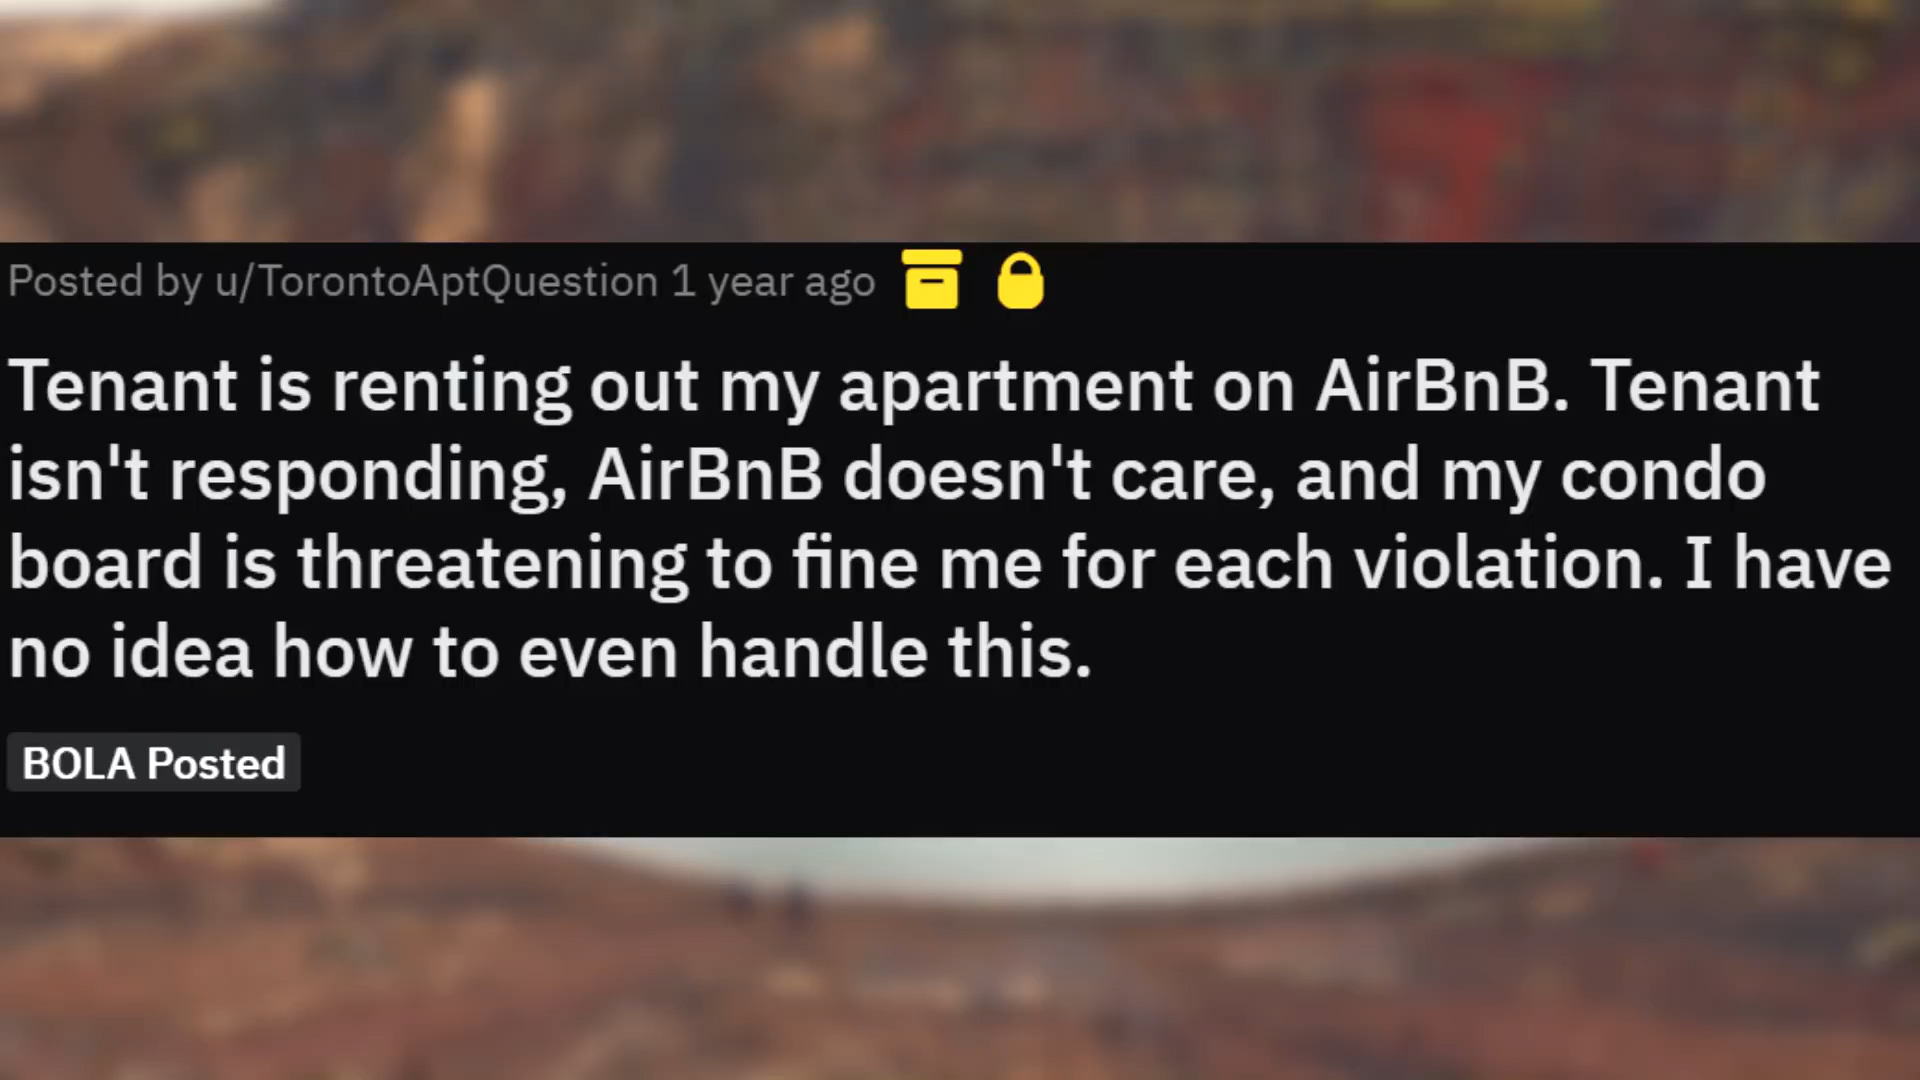 Posted by u/TorontoAptQuestion 1 year ago
Tenant is renting out my apartment on AirBnB. Tenant
isn't responding, AirBnB doesn't care, and my condo
board is threatening to fine me for each violation. I have
no idea how to even handle this.
BOLA Posted